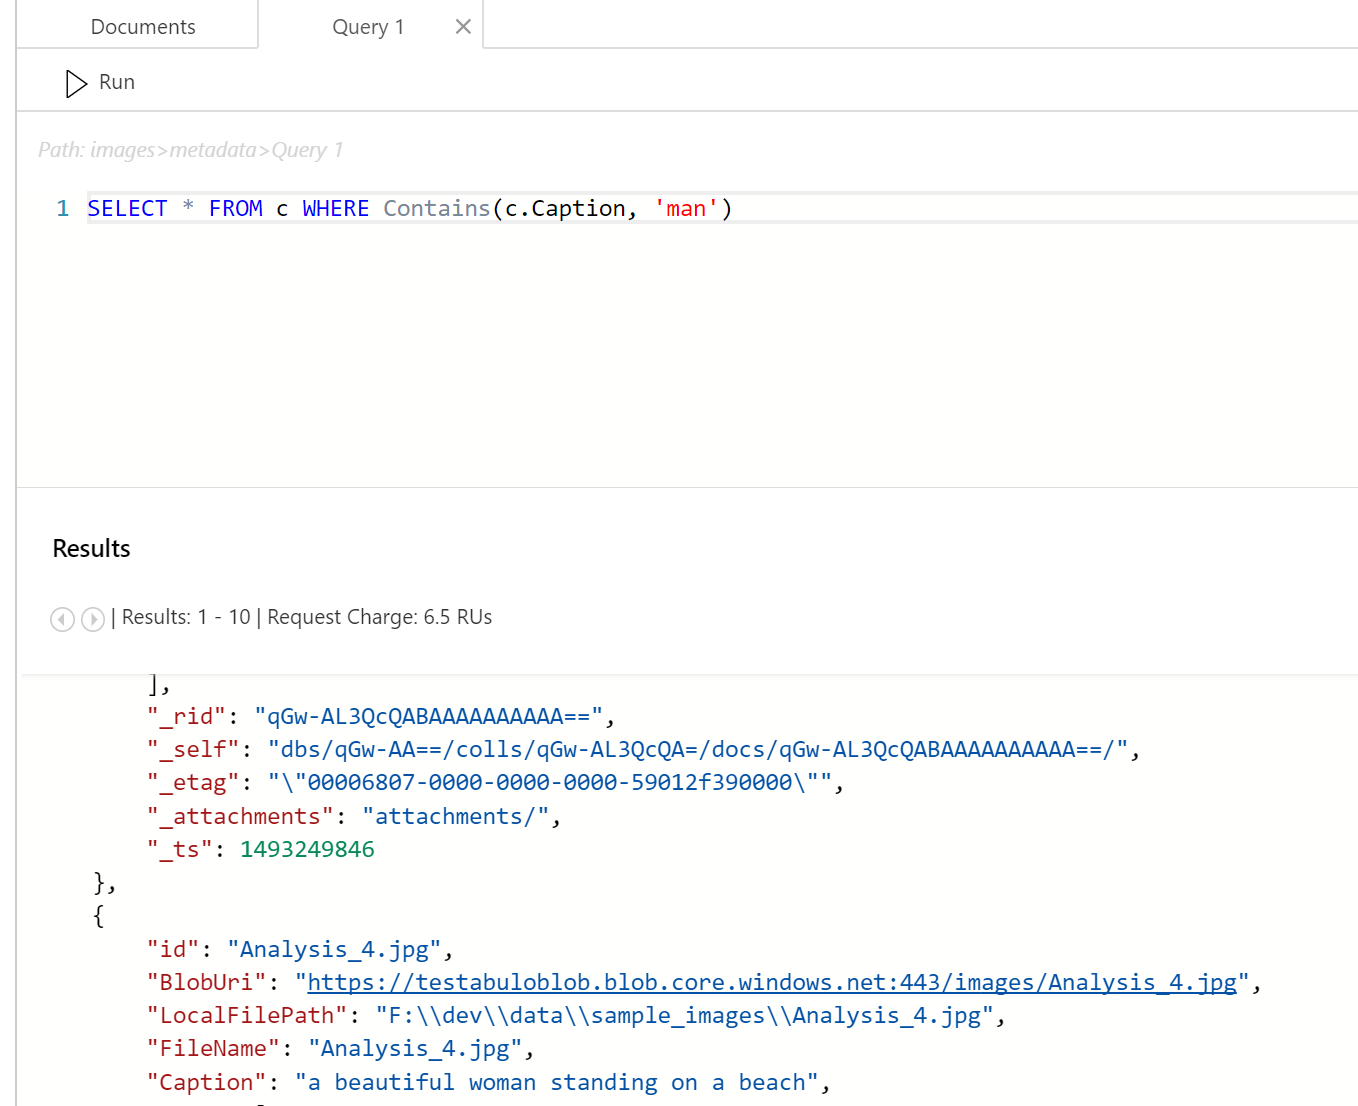 Documents
Query 1
Run
Path: images>metadata>Query 1
1 SELECT * FROM c WHERE Contains(c.Caption, 'man')
Results
| Results: 1 - 10 | Request Charge: 6.5 RUs
],
"_rid": "qGw-AL3QcQABAAAAAAAAAA==",
"_self": "dbs/qGw-AA==/colls/qGw-AL3QcQA=/docs/qGw-AL3QcQABAAAAAAAAAA==/",
"_etag": "\"00006807-0000-0000-0000-59012f390000\"",
"_attachments": "attachments/",
"_ts": 1493249846
},
{
"id": "Analysis_4.jpg",
"BlobUri": "https://testabuloblob.blob.core.windows.net:443/images/Analysis_4.jpg",
"LocalFilePath": "F:\\dev\\data\\sample_images\\Analysis_4.jpg",
"FileName": "Analysis_4.jpg",
"Caption": "a beautiful woman standing on a beach",